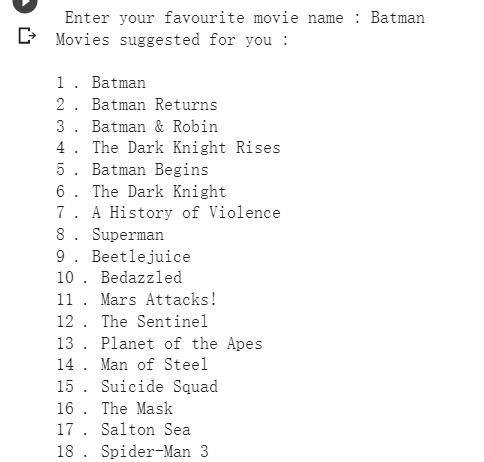 Enter your favourite movie name : Batman
Movies suggested for you :
1 . Batman
2 . Batman Returns
3 . Batman & Robin
4 . The Dark Knight Rises
5 . Batman Begins
6 . The Dark Knight
7 . A History of Violence
8 . Superman
9 . Beetlejuice
10 . Bedazzled
11 . Mars Attacks!
12 . The Sentinel
13 . Planet of the Apes
14 . Man of Steel
15 . Suicide Squad
16 . The Mask
17 . Salton Sea
18 . Spider-Man 3